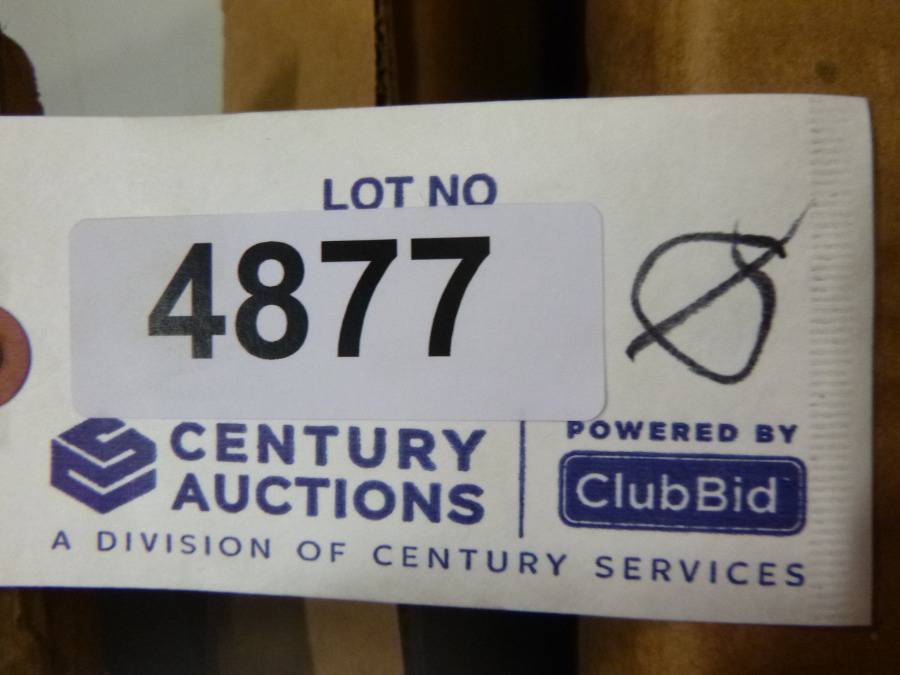 LOT NO
4877
CENTURY
AUCTIONS
POWERED BY
ClubBid
A DIVISION OF CENTURY SERVICES